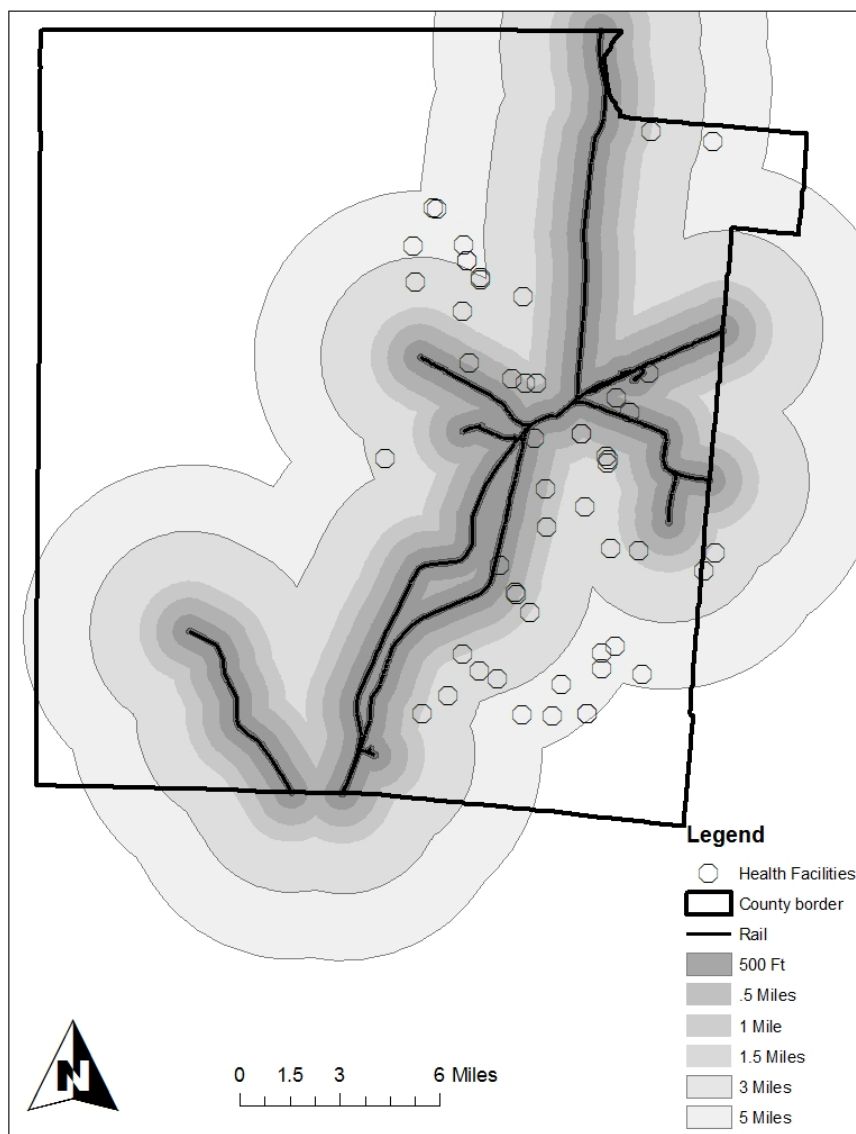 Legend
Health Facilities
County border
Rail
500 Ft
.5 Miles
1 Mile
1.5 Miles
3 Miles
5 Miles
N
0 1.5 3 6 Miles